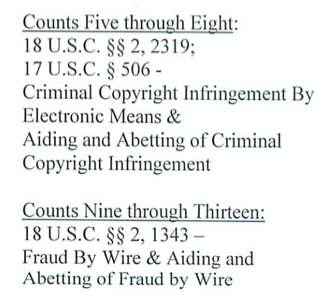 Counts Five through Eight:
18 U.S.C. §§ 2, 2319;
17 U.S.C. § 506 -
Criminal Copyright Infringement By
Electronic Means &
Aiding and Abetting of Criminal
Copyright Infringement
Counts Nine through Thirteen:
18 U.S.C. §§ 2, 1343 –
Fraud By Wire & Aiding and
Abetting of Fraud by Wire